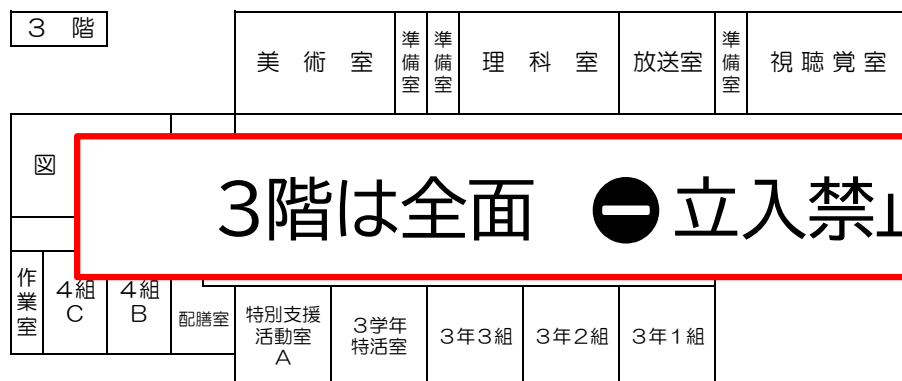 ３　階
美　術　室
準備室
準備室
理　科　室
放送室
準備室
視聴覚室
図
３階は全面　⛔立入禁止
作業室
４組
C
４組
B
配膳室
特別支援
活動室
A
３学年
特活室
３年３組
３年２組
３年１組